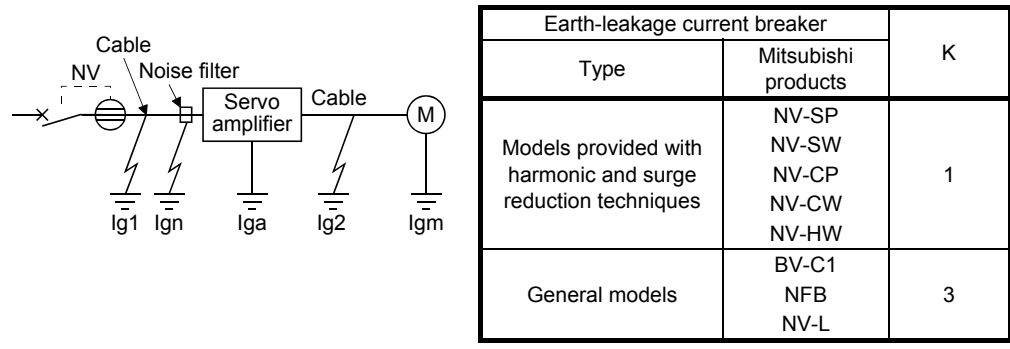 Cable
NV
Noise filter
Servo
amplifier
Cable
M
Ig1
Ign
Iga
Ig2
Igm
Earth-leakage current breaker
K
Type
Mitsubishi
products
Models provided with
harmonic and surge
reduction techniques
NV-SP
NV-SW
NV-CP
NV-CW
NV-HW
1
General models
BV-C1
NFB
NV-L
3